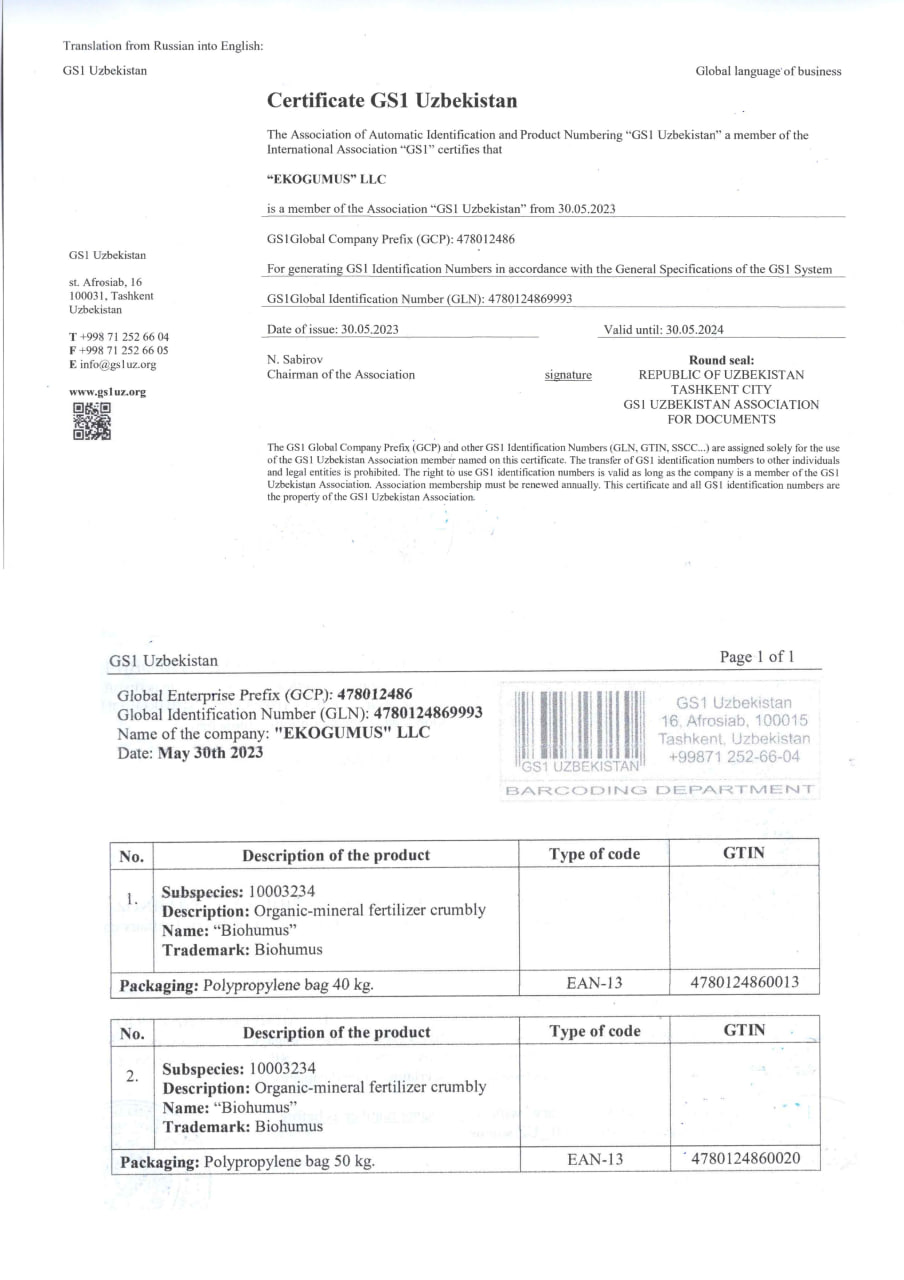 Translation from Russian into English:
GS1 Uzbekistan
Global language of business
Certificate GS1 Uzbekistan
The Association of Automatic Identification and Product Numbering “GS1 Uzbekistan” a member of the
International Association “GS1” certifies that
“EKOGUMUS” LLC
is a member of the Association “GS1 Uzbekistan” from 30.05.2023
GS1Global Company Prefix (GCP): 478012486
For generating GS1 Identification Numbers in accordance with the General Specifications of the GS1 System
GS1Global Identification Number (GLN): 4780124869993
Date of issue: 30.05.2023
Valid until: 30.05.2024
N. Sabirov
Chairman of the Association
signature
Round seal:
REPUBLIC OF UZBEKISTAN
TASHKENT CITY
GS1 UZBEKISTAN ASSOCIATION
FOR DOCUMENTS
GS1 Uzbekistan
st. Afrosiab, 16
100031, Tashkent
Uzbekistan
T +998 71 252 66 04
F +998 71 252 66 05
E info@gs1uz.org
www.gs1uz.org
The GS1 Global Company Prefix (GCP) and other GS1 Identification Numbers (GLN, GTIN, SSCC...) are assigned solely for the use
of the GS1 Uzbekistan Association member named on this certificate. The transfer of GS1 identification numbers to other individuals
and legal entities is prohibited. The right to use GS1 identification numbers is valid as long as the company is a member of the GS1
Uzbekistan Association. Association membership must be renewed annually. This certificate and all GS1 identification numbers are
the property of the GS1 Uzbekistan Association.
GS1 Uzbekistan
Page 1 of 1
Global Enterprise Prefix (GCP): 478012486
Global Identification Number (GLN): 4780124869993
Name of the company: "EKOGUMUS" LLC
Date: May 30th 2023
"GS1 UZBEKISTAN"
GS1 Uzbekistan
16, Afrosiab, 100015
Tashkent, Uzbekistan
+99871 252-66-04
BARCODING DEPARTMENT
No. Description of the product Type of code GTIN
1.
Subspecies: 10003234
Description: Organic-mineral fertilizer crumbly
Name: “Biohumus”
Trademark: Biohumus
Packaging: Polypropylene bag 40 kg. EAN-13 4780124860013
No. Description of the product Type of code GTIN
2.
Subspecies: 10003234
Description: Organic-mineral fertilizer crumbly
Name: “Biohumus”
Trademark: Biohumus
Packaging: Polypropylene bag 50 kg. EAN-13 4780124860020